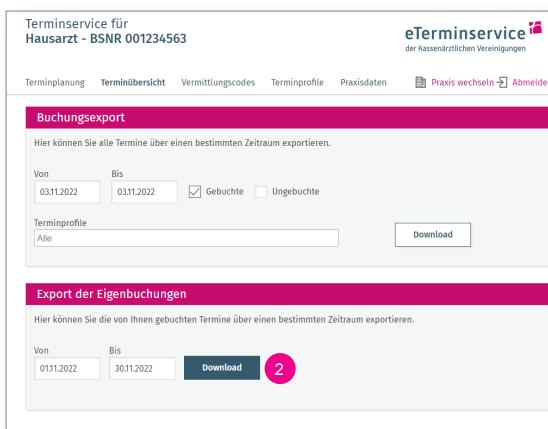 Terminservice für
Hausarzt - BSNR 001234563
eTerminservice
der Kassenärztlichen Vereinigungen
Terminplanung Terminübersicht Vermittlungscodes Terminprofile Praxisdaten Praxis wechseln Abmelde
Buchungsexport
Hier können Sie alle Termine über einen bestimmten Zeitraum exportieren.
Von Bis
03.11.2022 03.11.2022 Gebuchte Ungebuchte
Terminprofile
Alle Download
Export der Eigenbuchungen
Hier können Sie die von Ihnen gebuchten Termine über einen bestimmten Zeitraum exportieren.
Von Bis
01.11.2022 30.11.2022 Download 2